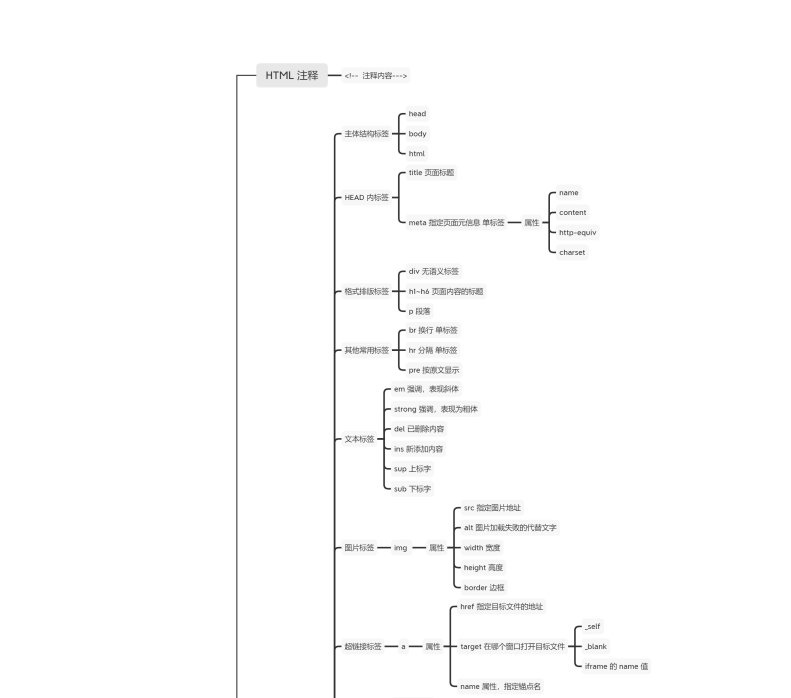 HTML 注释
<!-- 注释内容--->
主体结构标签
head
body
html
HEAD 内标签
title 页面标题
meta 指定页面元信息 单标签
属性
name
content
http-equiv
charset
格式排版标签
div 无语义标签
h1~h6 页面内容的标题
p 段落
其他常用标签
br 换行 单标签
hr 分隔 单标签
pre 按原文显示
文本标签
em 强调，表现斜体
strong 强调，表现为粗体
del 已删除内容
ins 新添加内容
sup 上标字
sub 下标字
图片标签
img
属性
src 指定图片地址
alt 图片加载失败的代替文字
width 宽度
height 高度
border 边框
超链接标签
a
属性
href 指定目标文件的地址
target 在哪个窗口打开目标文件
_self
_blank
iframe 的 name 值
name 属性，指定锚点名